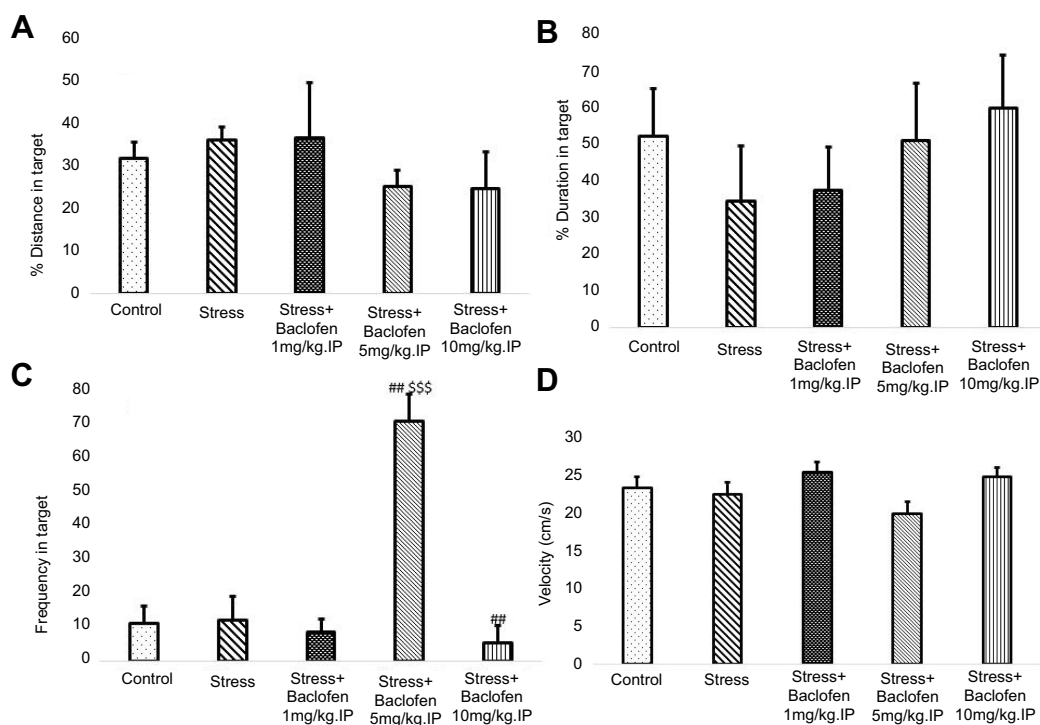 A
% Distance in target
60
50
40
30
20
10
0
Control
Stress
Stress+
Baclofen
1mg/kg.IP
Stress+
Baclofen
5mg/kg.IP
Stress+
Baclofen
10mg/kg.IP
B
% Duration in target
80
70
60
50
40
30
20
10
0
Control
Stress
Stress+
Baclofen
1mg/kg.IP
Stress+
Baclofen
5mg/kg.IP
Stress+
Baclofen
10mg/kg.IP
C
Frequency in target
80
70
60
50
40
30
20
10
0
## $$$
##
Control
Stress
Stress+
Baclofen
1mg/kg.IP
Stress+
Baclofen
5mg/kg.IP
Stress+
Baclofen
10mg/kg.IP
D
Velocity (cm/s)
30
25
20
15
10
5
0
Control
Stress
Stress+
Baclofen
1mg/kg.IP
Stress+
Baclofen
5mg/kg.IP
Stress+
Baclofen
10mg/kg.IP